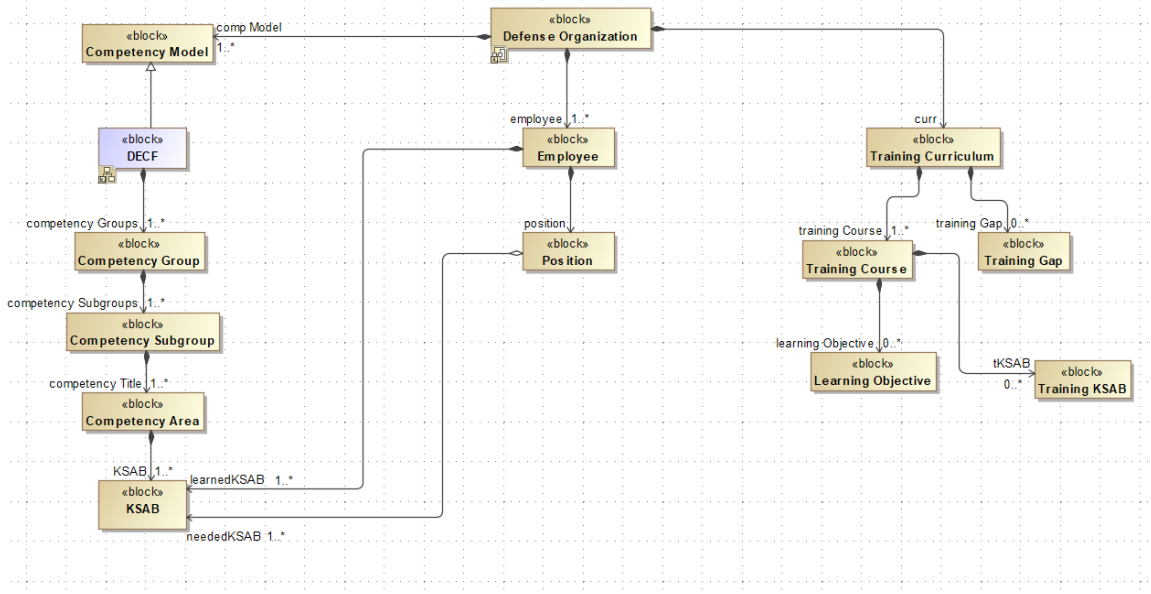 «block»
Competency Model
comp Model
1..*
«block»
Defense Organization
employee 1..*
curr
«block»
DECF
«block»
Employee
«block»
Training Curriculum
competency Groups 1..*
position
training Course 1..*
training Gap 0..*
«block»
Competency Group
«block»
Position
«block»
Training Course
«block»
Training Gap
competency Subgroups 1..*
«block»
Competency Subgroup
learning Objective 0..*
«block»
Learning Objective
tKSAB
0..*
«block»
Training KSAB
competency Title 1..*
«block»
Competency Area
KSAB 1..*
learnedKSAB 1..*
«block»
KSAB
neededKSAB 1..*